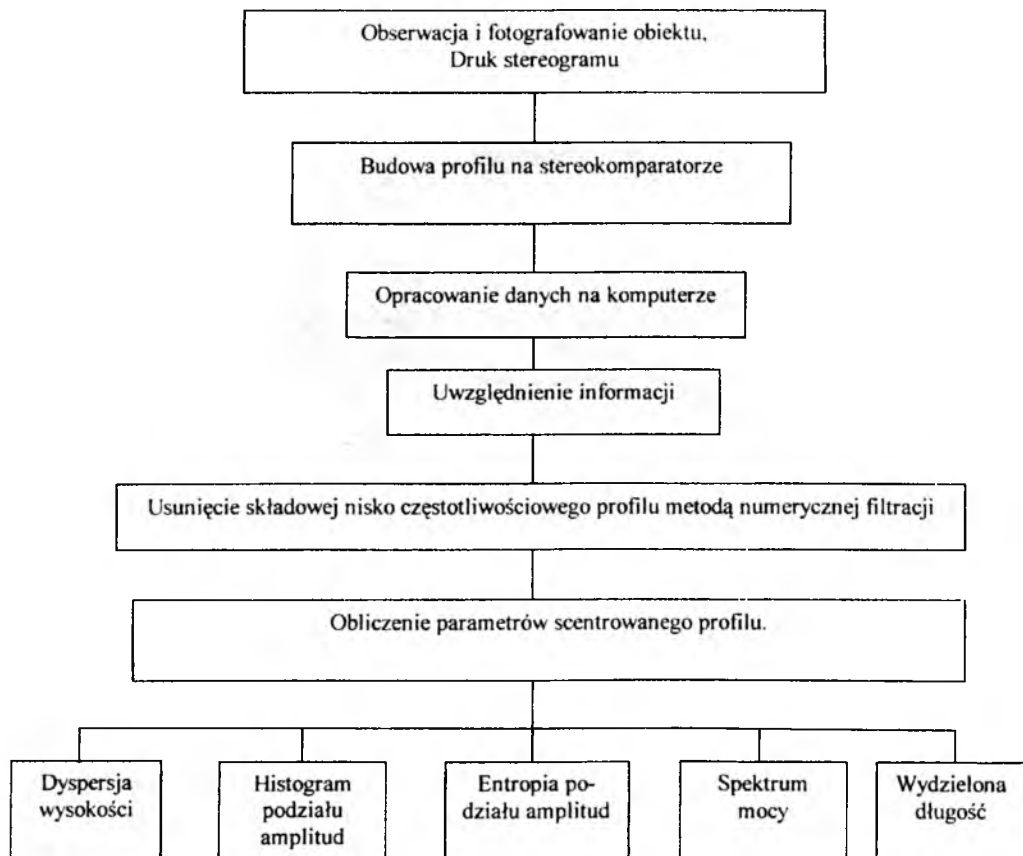 Obserwacja i fotografowanie obiektu,
Druk stereogramu
Budowa profilu na stereokomparatorze
Opracowanie danych na komputerze
Uwzględnienie informacji
Usunięcie składowej nisko częstotliwościowego profilu metodą numerycznej filtracji
Obliczenie parametrów scentrowanego profilu.
Dyspersja
wysokości
Histogram
podziału
amplitud
Entropia po-
działu amplitud
Spektrum
mocy
Wydzielona
długość